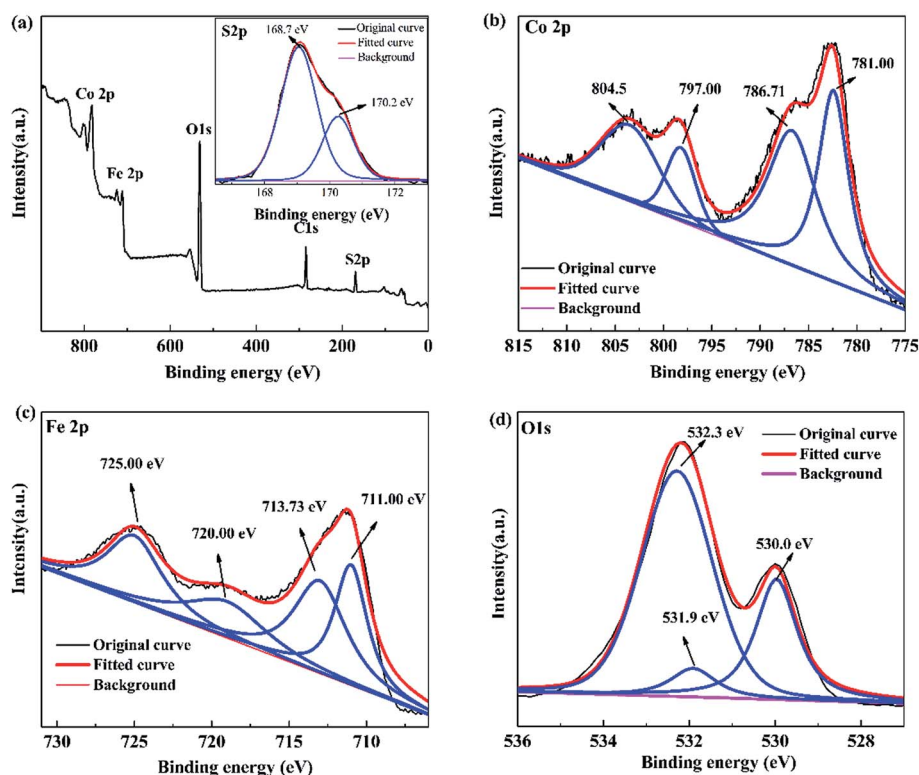 (a)
S2p
168.7 eV
Original curve
Fitted curve
Background
170.2 eV
168 170 172
Binding energy (eV)
Co 2p
Fe 2p
O1s
C1s
S2p
Intensity(a.u.)
800 600 400 200 0
Binding energy (eV)
(b)
Co 2p
804.5
797.00
786.71
781.00
Original curve
Fitted curve
Background
Intensity(a.u.)
815 810 805 800 795 790 785 780 775
Binding energy (eV)
(c)
Fe 2p
725.00 eV
720.00 eV
713.73 eV
711.00 eV
Original curve
Fitted curve
Background
Intensity(a.u.)
730 725 720 715 710
Binding energy (eV)
(d)
O1s
532.3 eV
531.9 eV
530.0 eV
Original curve
Fitted curve
Background
Intensity(a.u.)
536 534 532 530 528
Binding energy (eV)